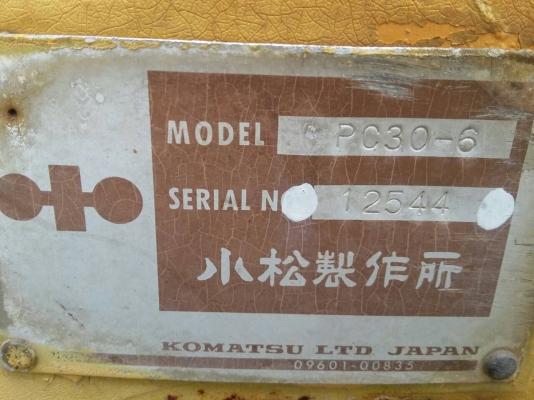 MODEL PC30-6
SERIAL NO 12544
小松製作所
KOMATSU LTD JAPAN
09601-00835